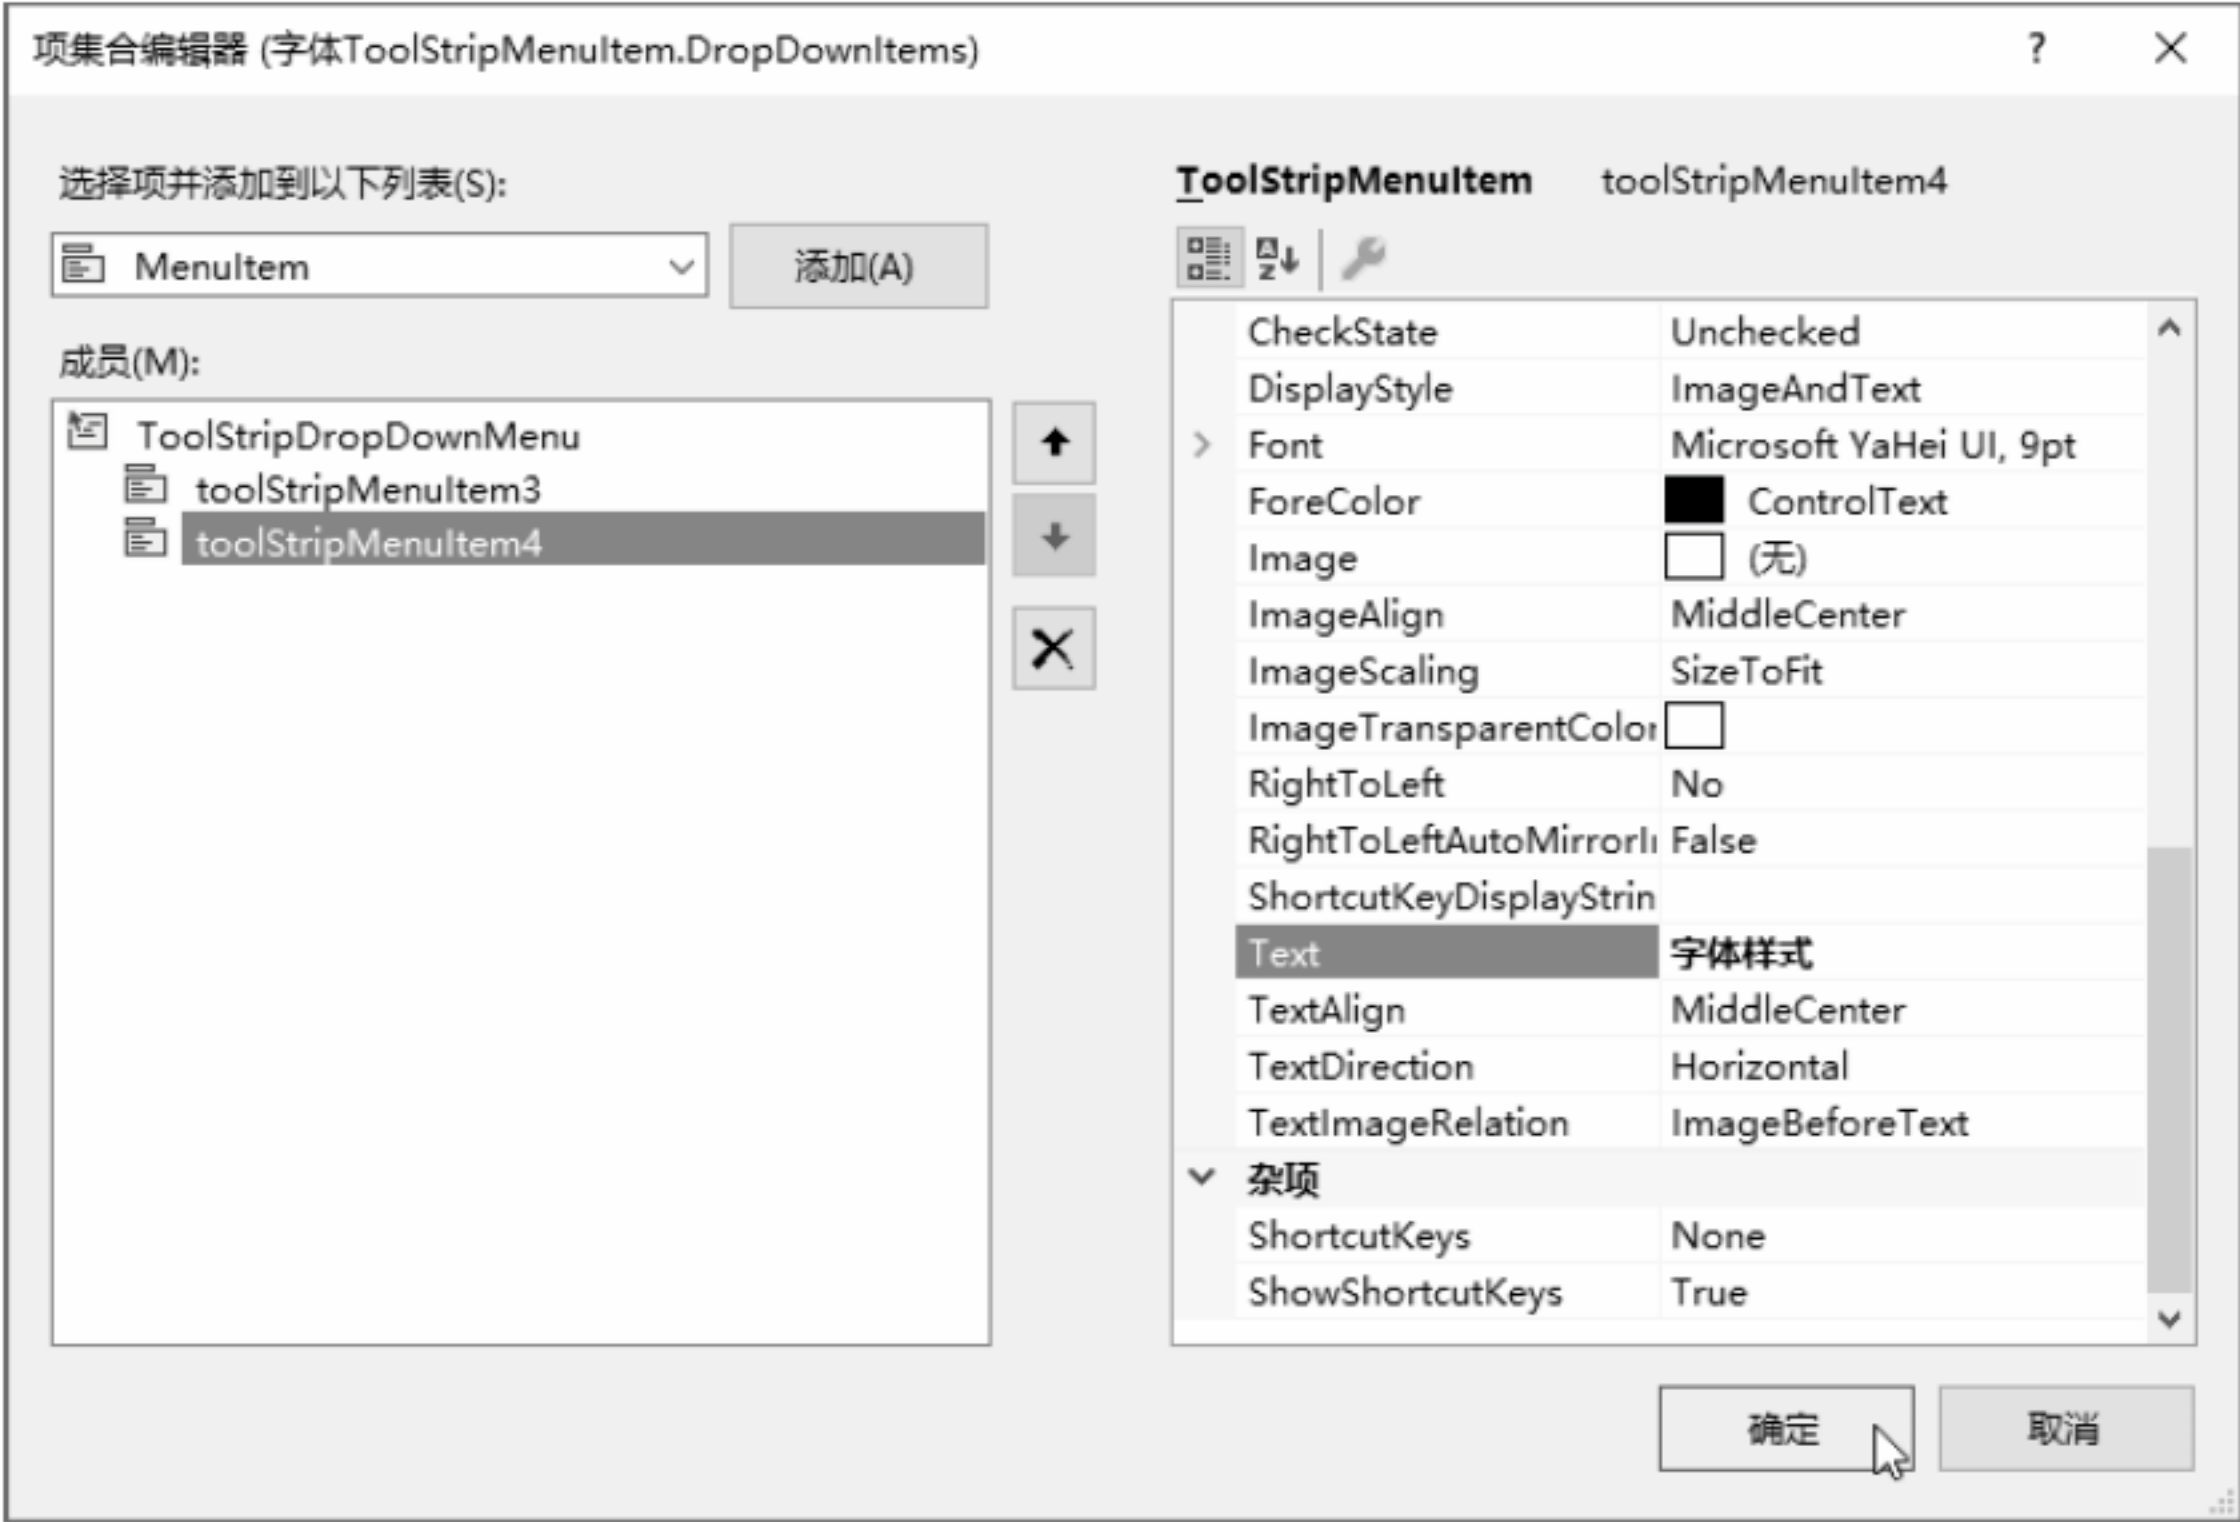 项集合编辑器 (字体ToolStripMenuItem.DropDownItems)
选择项并添加到以下列表(S):
MenuItem
添加(A)
成员(M):
ToolStripDropDownMenu
toolStripMenuItem3
toolStripMenuItem4
ToolStripMenuItem toolStripMenuItem4
CheckState Unchecked
DisplayStyle ImageAndText
Font Microsoft YaHei UI, 9pt
ForeColor ControlText
Image (无)
ImageAlign MiddleCenter
ImageScaling SizeToFit
ImageTransparentColor
RightToLeft No
RightToLeftAutoMirrorI False
ShortcutKeyDisplayStrin
Text 字体样式
TextAlign MiddleCenter
TextDirection Horizontal
TextImageRelation ImageBeforeText
杂项
ShortcutKeys None
ShowShortcutKeys True
确定
取消